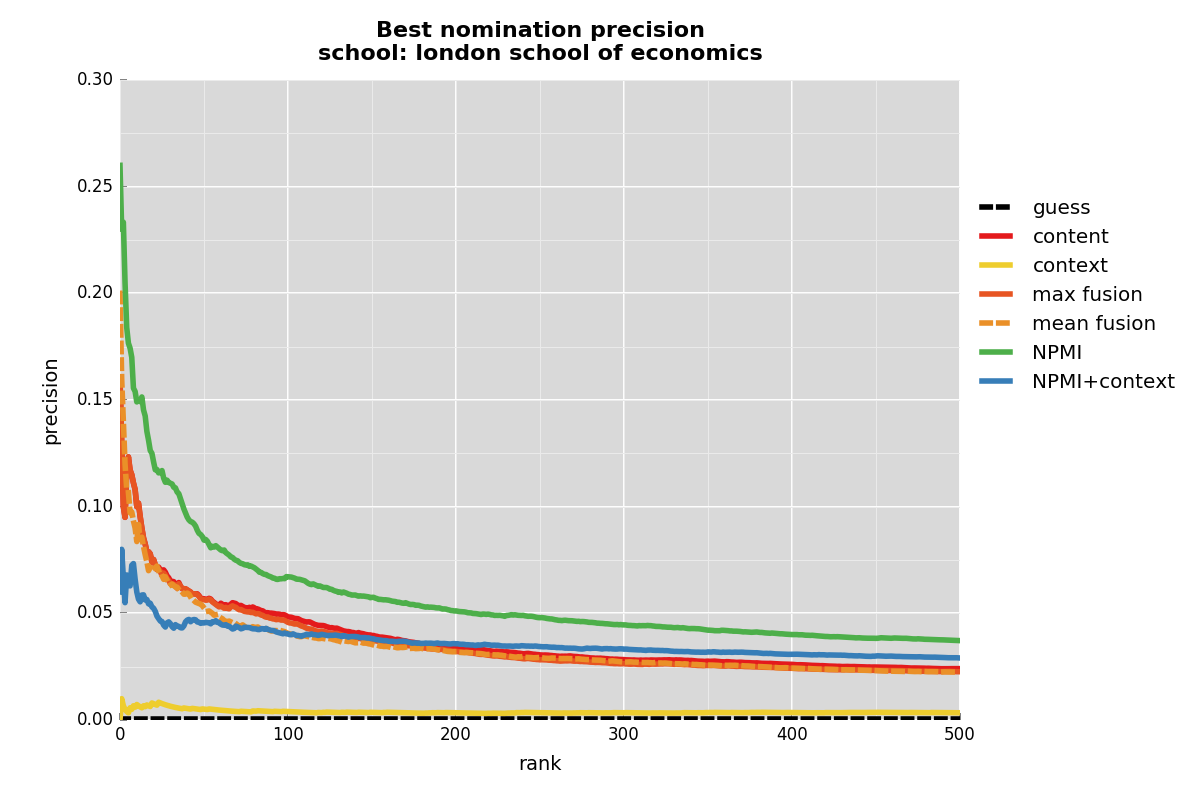 Best nomination precision
school: london school of economics
0.30
0.25
0.20
0.15
0.10
0.05
0.00
precision
0
100
200
300
400
500
rank
guess
content
context
max fusion
mean fusion
NPMI
NPMI+context